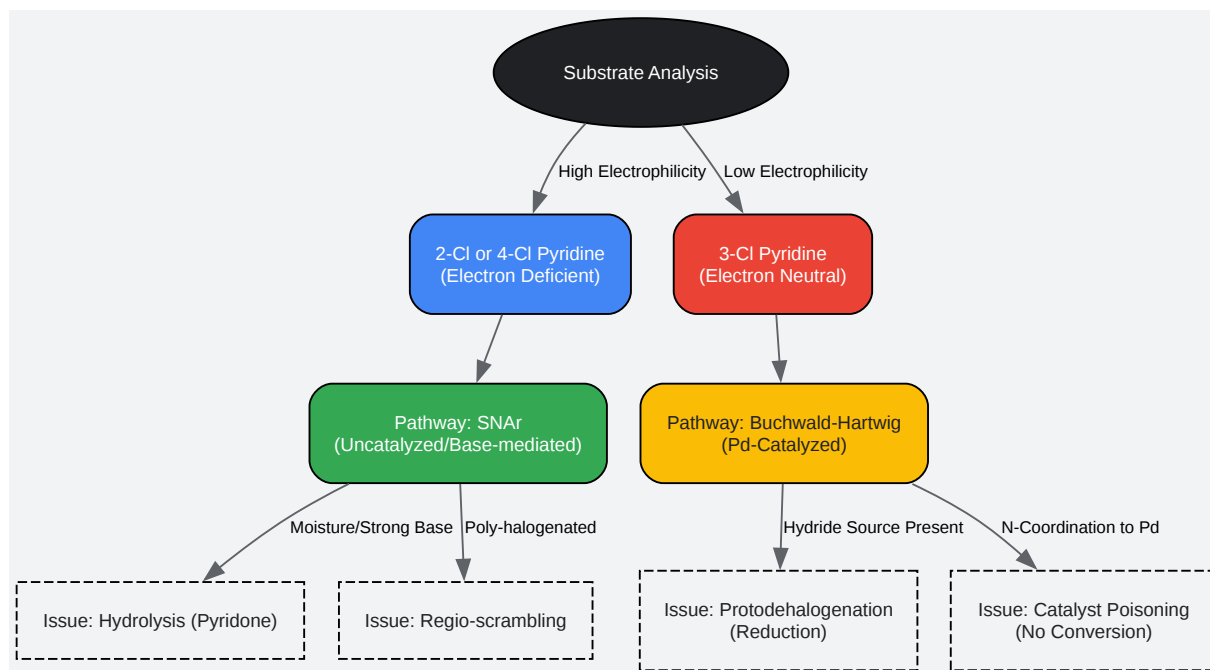 Substrate Analysis
High Electrophilicity
Low Electrophilicity
2-Cl or 4-Cl Pyridine
(Electron Deficient)
3-Cl Pyridine
(Electron Neutral)
Pathway: SNAr
(Uncatalyzed/Base-mediated)
Pathway: Buchwald-Hartwig
(Pd-Catalyzed)
Moisture/Strong Base
Poly-halogenated
Hydride Source Present
N-Coordination to Pd
Issue: Hydrolysis (Pyridone)
Issue: Regio-scrambling
Issue: Protodehalogenation
(Reduction)
Issue: Catalyst Poisoning
(No Conversion)